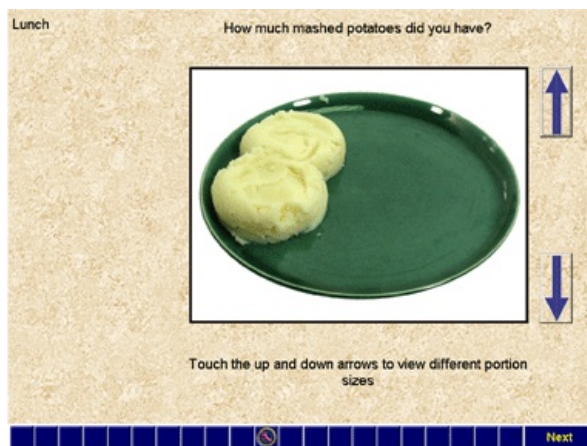 Lunch
How much mashed potatoes did you have?
Touch the up and down arrows to view different portion
sizes
Next